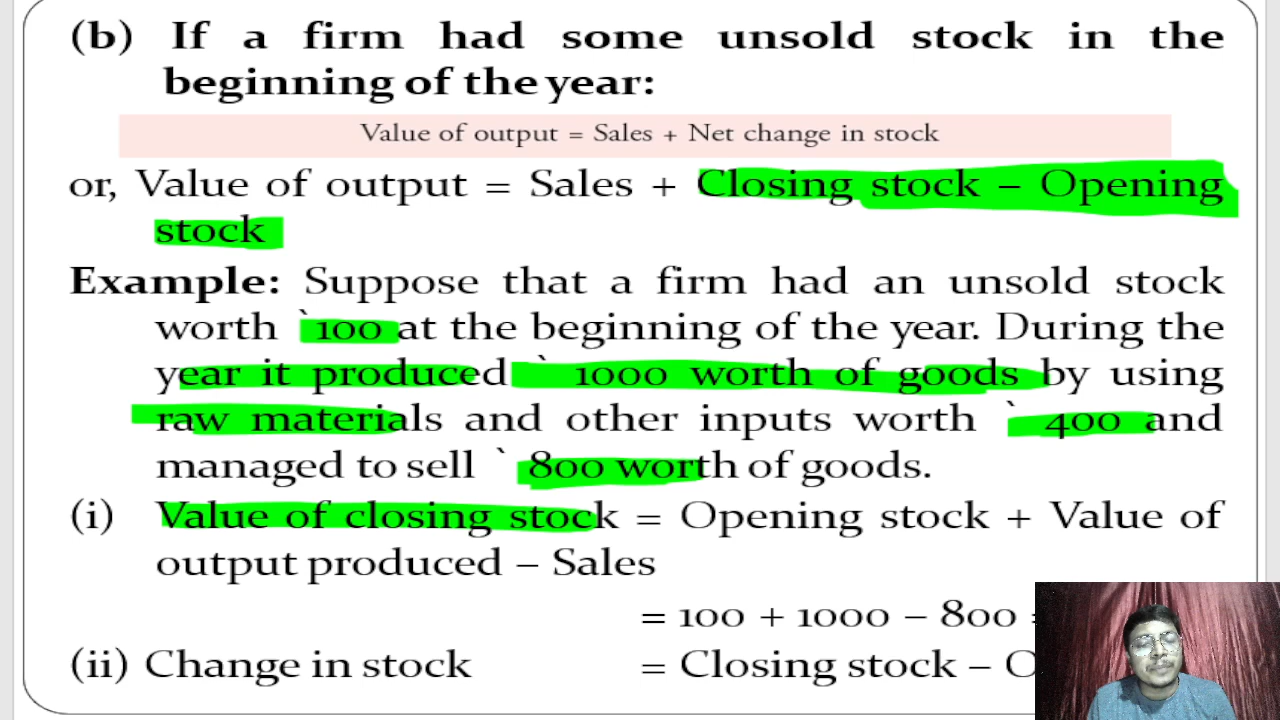 (b) If a firm had some unsold stock in the
beginning of the year:
Value of output = Sales + Net change in stock
or, Value of output = Sales + Closing stock – Opening
stock
Example: Suppose that a firm had an unsold stock
worth `100 at the beginning of the year. During the
year it produced ` 1000 worth of goods by using
raw materials and other inputs worth ` 400 and
managed to sell ` 800 worth of goods.
(i) Value of closing stock = Opening stock + Value of
output produced – Sales
= 100 + 1000 – 800
(ii) Change in stock = Closing stock – O